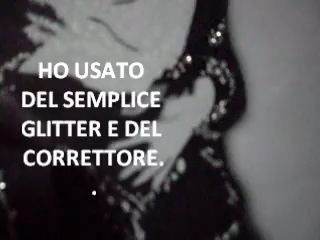 HO USATO
DEL SEMPLICE
GLITTER E DEL
CORRETTORE.
.